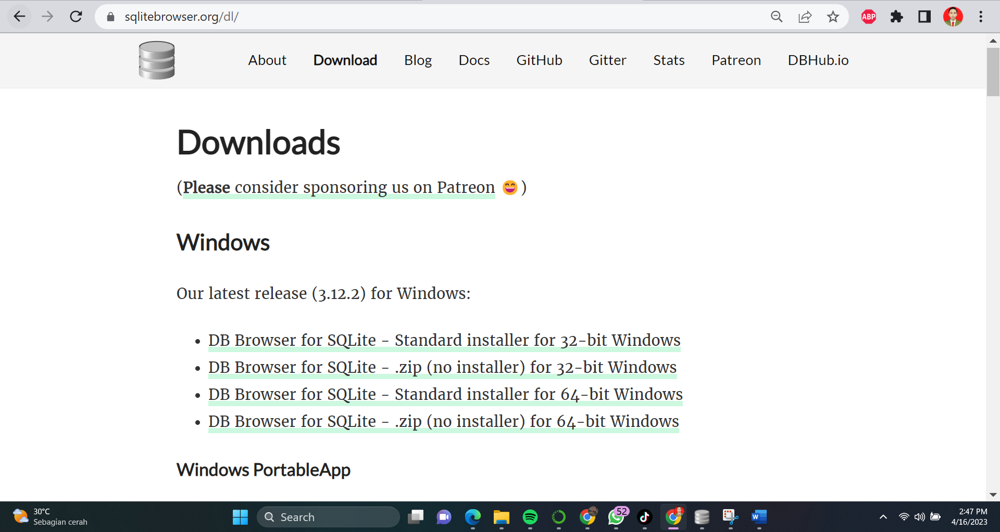 sqlitebrowser.org/dl/
ABP
About Download Blog Docs GitHub Gitter Stats Patreon DBHub.io
Downloads
(Please consider sponsoring us on Patreon 😄)
Windows
Our latest release (3.12.2) for Windows:
• DB Browser for SQLite - Standard installer for 32-bit Windows
• DB Browser for SQLite - .zip (no installer) for 32-bit Windows
• DB Browser for SQLite - Standard installer for 64-bit Windows
• DB Browser for SQLite - .zip (no installer) for 64-bit Windows
Windows PortableApp
30°C
Sebagian cerah
Search
52
W
2:47 PM
4/16/2023